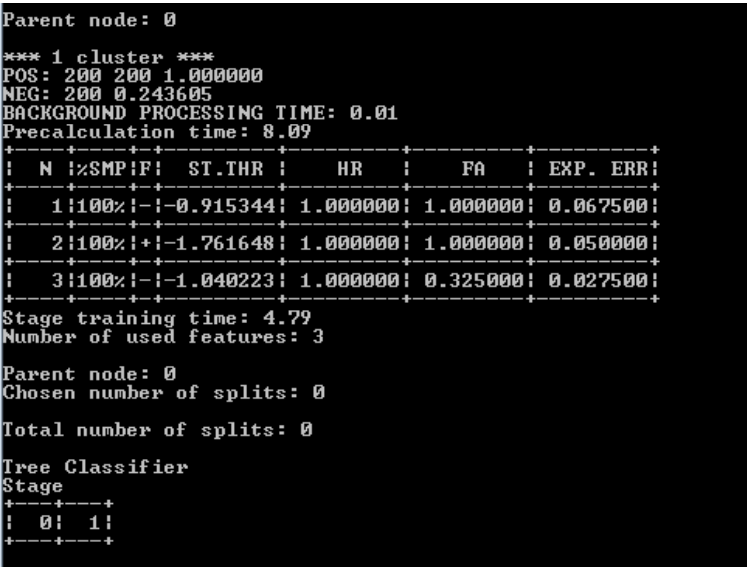 Parent node: 0
*** 1 cluster ***
POS: 200 200 1.000000
NEG: 200 0.243605
BACKGROUND PROCESSING TIME: 0.01
Precalculation time: 8.09
+----+----+-+---------+---------+---------+---------+
|  N |%SMP|F|  ST.THR |    HR   |    FA   | EXP. ERR|
+----+----+-+---------+---------+---------+---------+
|   1|100%|-|-0.915344| 1.000000| 1.000000| 0.067500|
+----+----+-+---------+---------+---------+---------+
|   2|100%|+|-1.761648| 1.000000| 1.000000| 0.050000|
+----+----+-+---------+---------+---------+---------+
|   3|100%|-|-1.040223| 1.000000| 0.325000| 0.027500|
+----+----+-+---------+---------+---------+---------+
Stage training time: 4.79
Number of used features: 3
Parent node: 0
Chosen number of splits: 0
Total number of splits: 0
Tree Classifier
Stage
+---+---+
|  0|  1|
+---+---+